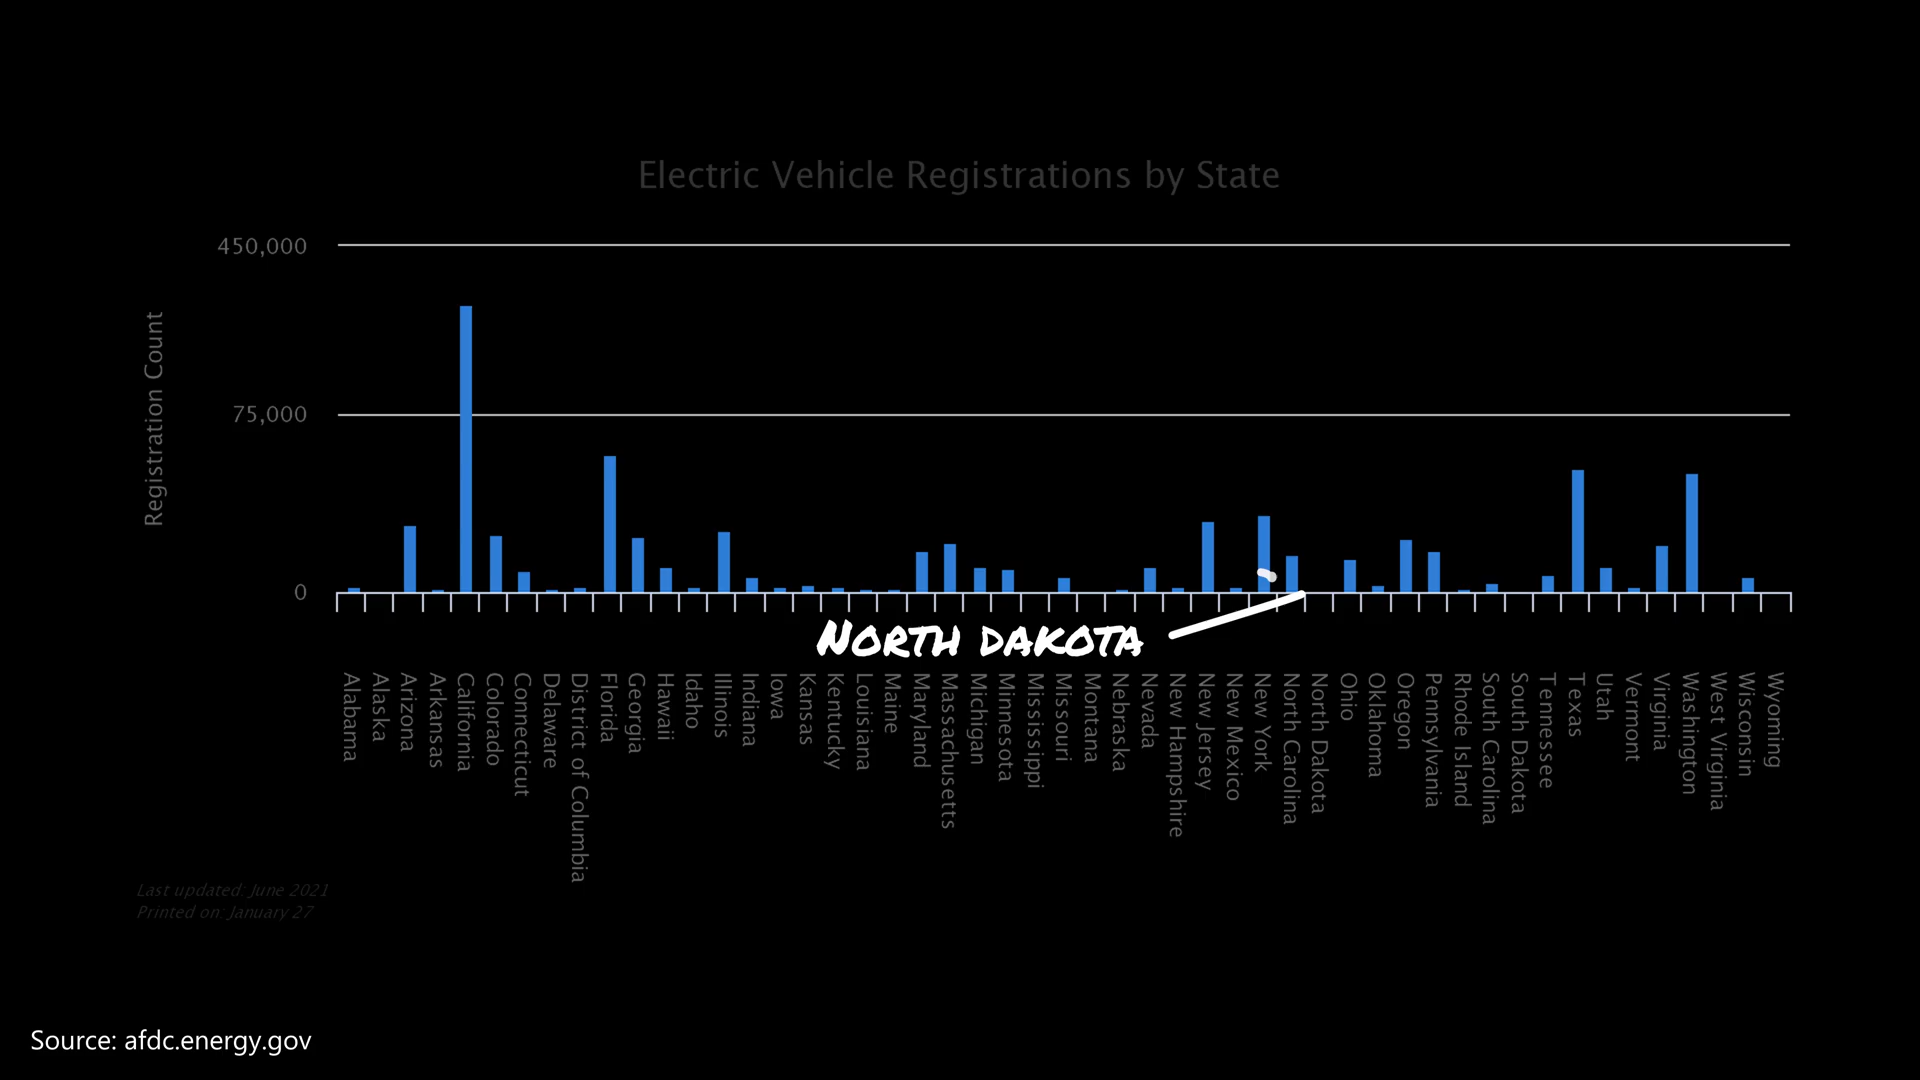 Electric Vehicle Registrations by State
450,000
75,000
0
Registration Count
North Dakota
Alabama
Alaska
Arizona
Arkansas
California
Colorado
Connecticut
Delaware
District of Columbia
Florida
Georgia
Hawaii
Idaho
Illinois
Indiana
Iowa
Kansas
Kentucky
Louisiana
Maine
Maryland
Massachusetts
Michigan
Minnesota
Mississippi
Missouri
Montana
Nebraska
Nevada
New Hampshire
New Jersey
New Mexico
New York
North Carolina
North Dakota
Ohio
Oklahoma
Oregon
Pennsylvania
Rhode Island
South Carolina
South Dakota
Tennessee
Texas
Utah
Vermont
Virginia
Washington
West Virginia
Wisconsin
Wyoming
Last updated: June 2021
Printed on: January 27
Source: afdc.energy.gov